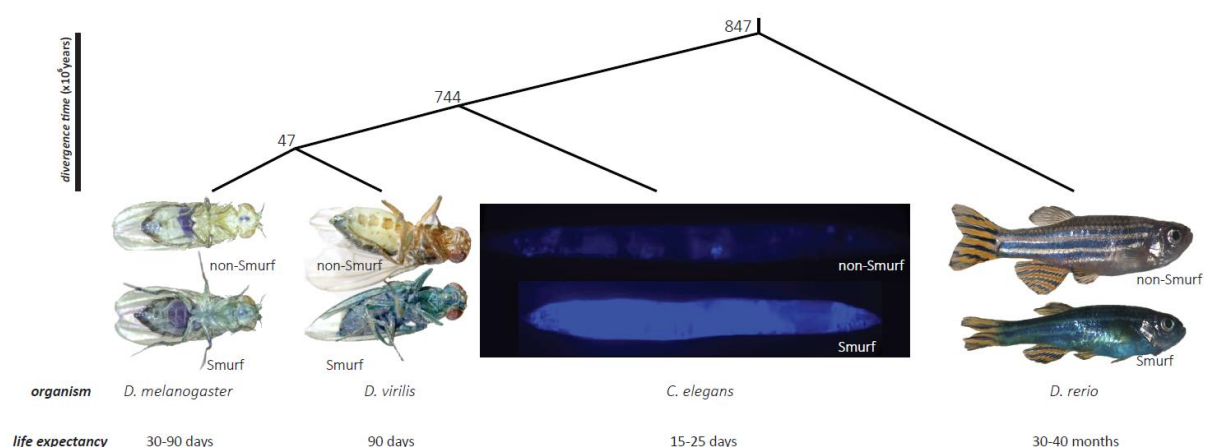 847
divergence time (x10⁶years)
744
47
non-Smurf
non-Smurf
non-Smurf
non-Smurf
Smurf
Smurf
Smurf
Smurf
organism D. melanogaster D. virilis C. elegans D. rerio
life expectancy 30-90 days 90 days 15-25 days 30-40 months